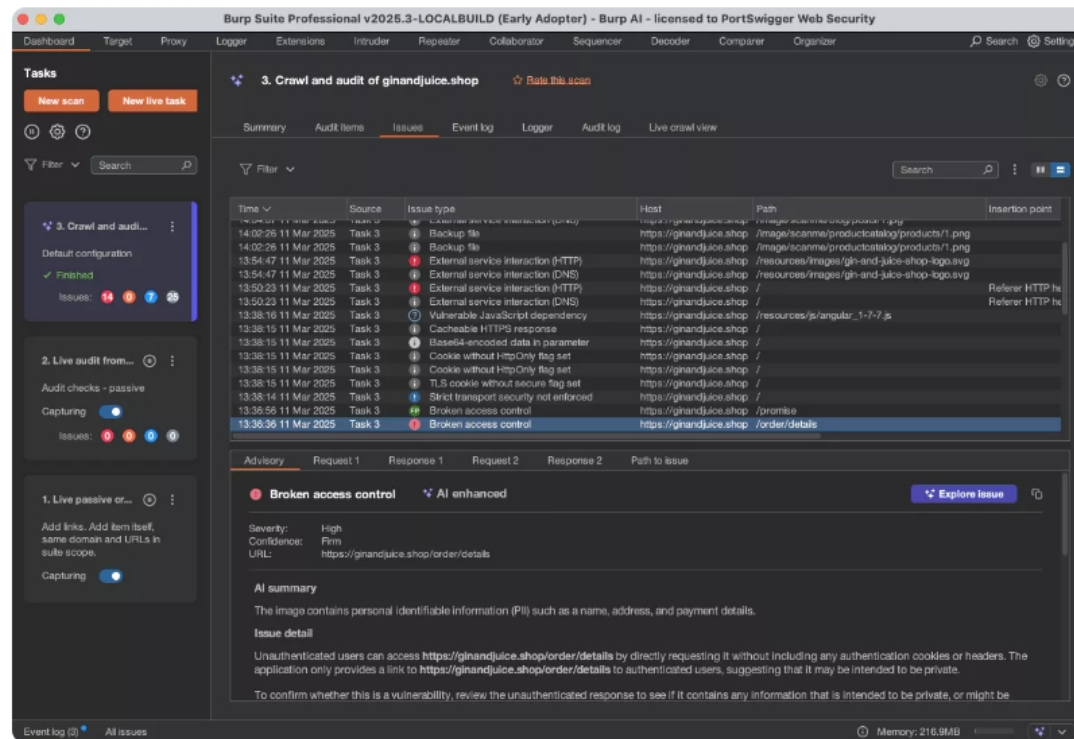 Burp Suite Professional v2025.3-LOCALBUILD (Early Adopter) - Burp AI - licensed to PortSwigger Web Security
Dashboard Target Proxy Logger Extensions Intruder Repeater Collaborator Sequencer Decoder Comparer Organizer Search Setting
Tasks
New scan New live task
Filter Search
3. Crawl and audi...
Default configuration
Finished
Issues: 14 0 7 25
2. Live audit from...
Audit checks - passive
Capturing
Issues: 0 0 0 0
1. Live passive cr...
Add links. Add item itself,
same domain and URLs in
suite scope.
Capturing
3. Crawl and audit of ginandjuice.shop Rate this scan
Summary Audit items Issues Event log Logger Audit log Live crawl view
Filter Search
Time Source Issue type Host Path Insertion point
14:02:26 11 Mar 2025 Task 3 Backup file https://ginandjuice.shop /image/scanme/productcatalog/products/1.png
14:02:26 11 Mar 2025 Task 3 Backup file https://ginandjuice.shop /image/scanme/productcatalog/products/1.png
13:54:47 11 Mar 2025 Task 3 External service interaction (HTTP) https://ginandjuice.shop /resources/images/gin-and-juice-shop-logo.svg
13:54:47 11 Mar 2025 Task 3 External service interaction (DNS) https://ginandjuice.shop /resources/images/gin-and-juice-shop-logo.svg
13:50:23 11 Mar 2025 Task 3 External service interaction (HTTP) https://ginandjuice.shop / Referer HTTP he
13:50:23 11 Mar 2025 Task 3 External service interaction (DNS) https://ginandjuice.shop / Referer HTTP he
13:38:16 11 Mar 2025 Task 3 Vulnerable JavaScript dependency https://ginandjuice.shop /resources/js/angular_1-7-7.js
13:38:15 11 Mar 2025 Task 3 Cacheable HTTPS response https://ginandjuice.shop /
13:38:15 11 Mar 2025 Task 3 Base64-encoded data in parameter https://ginandjuice.shop /
13:38:15 11 Mar 2025 Task 3 Cookie without HttpOnly flag set https://ginandjuice.shop /
13:38:15 11 Mar 2025 Task 3 Cookie without HttpOnly flag set https://ginandjuice.shop /
13:38:15 11 Mar 2025 Task 3 TLS cookie without secure flag set https://ginandjuice.shop /
13:38:14 11 Mar 2025 Task 3 Strict transport security not enforced https://ginandjuice.shop /
13:36:56 11 Mar 2025 Task 3 FP Broken access control https://ginandjuice.shop /promise
13:36:36 11 Mar 2025 Task 3 Broken access control https://ginandjuice.shop /order/details
Advisory Request 1 Response 1 Request 2 Response 2 Path to issue
Broken access control AI enhanced Explore issue
Severity: High
Confidence: Firm
URL: https://ginandjuice.shop/order/details
AI summary
The image contains personal identifiable information (PII) such as a name, address, and payment details.
Issue detail
Unauthenticated users can access https://ginandjuice.shop/order/details by directly requesting it without including any authentication cookies or headers. The
application only provides a link to https://ginandjuice.shop/order/details to authenticated users, suggesting that it may be intended to be private.
To confirm whether this is a vulnerability, review the unauthenticated response to see if it contains any information that is intended to be private, or might be
Event log (3) All issues Memory: 216.9MB